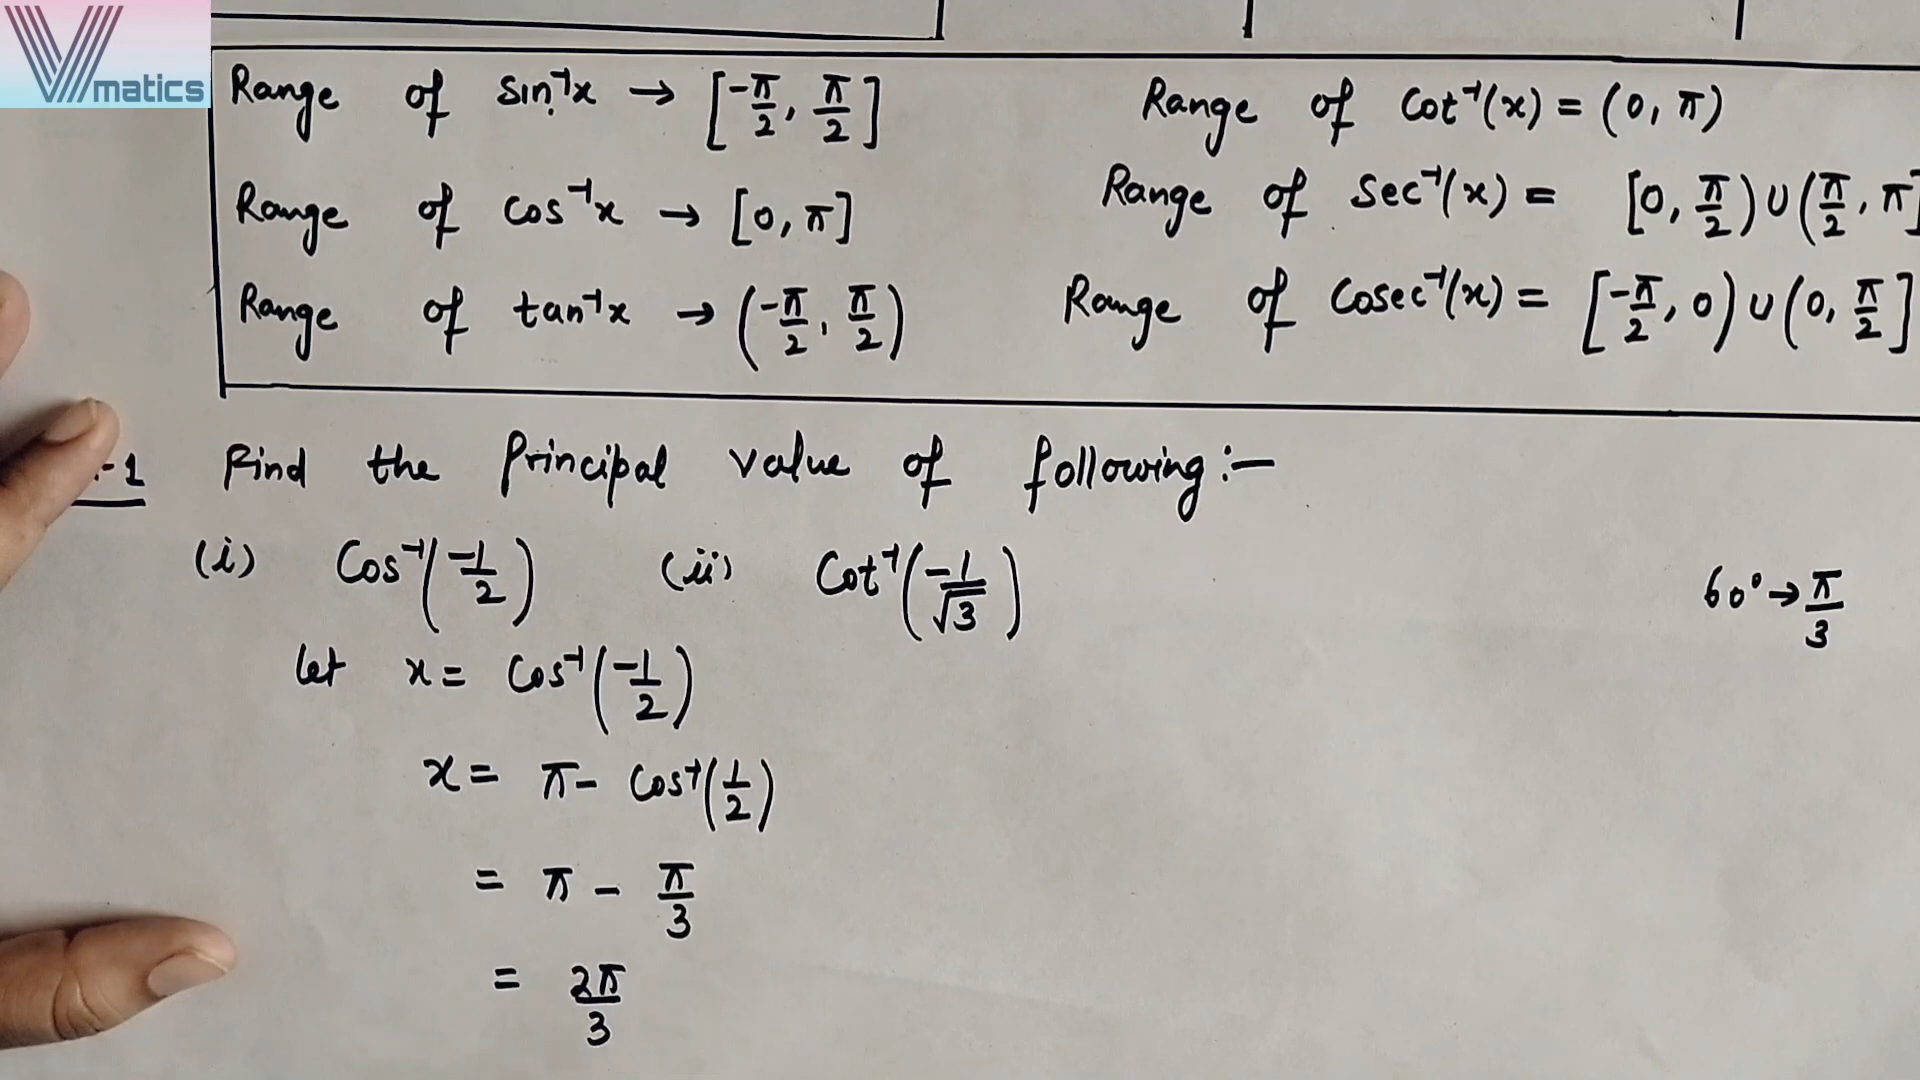 Vmatics
Range of sin⁻¹x → [-π/2, π/2]
Range of cos⁻¹x → [0, π]
Range of tan⁻¹x → (-π/2, π/2)
Range of Cot⁻¹(x) = (0, π)
Range of Sec⁻¹(x) = [0, π/2) ∪ (π/2, π]
Range of Cosec⁻¹(x) = [-π/2, 0) ∪ (0, π/2]
-1 Find the Principal value of following:-
(i) Cos⁻¹(-1/2) (ii) Cot⁻¹(-1/√3)
60° → π/3
let x = Cos⁻¹(-1/2)
x = π - Cos⁻¹(1/2)
= π - π/3
= 2π/3